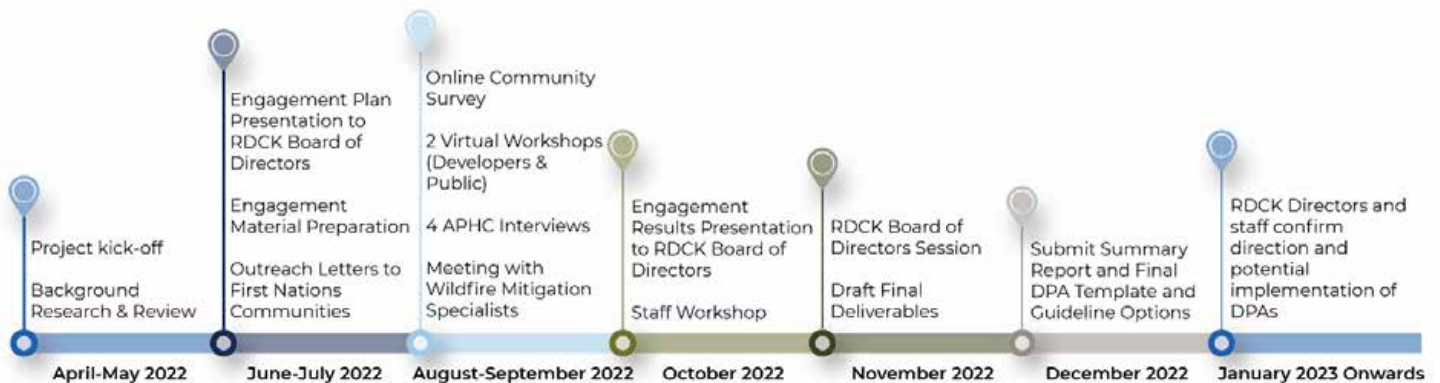 Project kick-off
Background
Research & Review
Engagement Plan
Presentation to
RDCK Board of
Directors
Engagement
Material Preparation
Outreach Letters to
First Nations
Communities
Online Community
Survey
2 Virtual Workshops
(Developers &
Public)
4 APHC Interviews
Meeting with
Wildfire Mitigation
Specialists
Engagement
Results Presentation
to RDCK Board of
Directors
Staff Workshop
RDCK Board of
Directors Session
Draft Final
Deliverables
Submit Summary
Report and Final
DPA Template and
Guideline Options
RDCK Directors and
staff confirm
direction and
potential
implementation of
DPAs
April-May 2022
June-July 2022
August-September 2022
October 2022
November 2022
December 2022
January 2023 Onwards